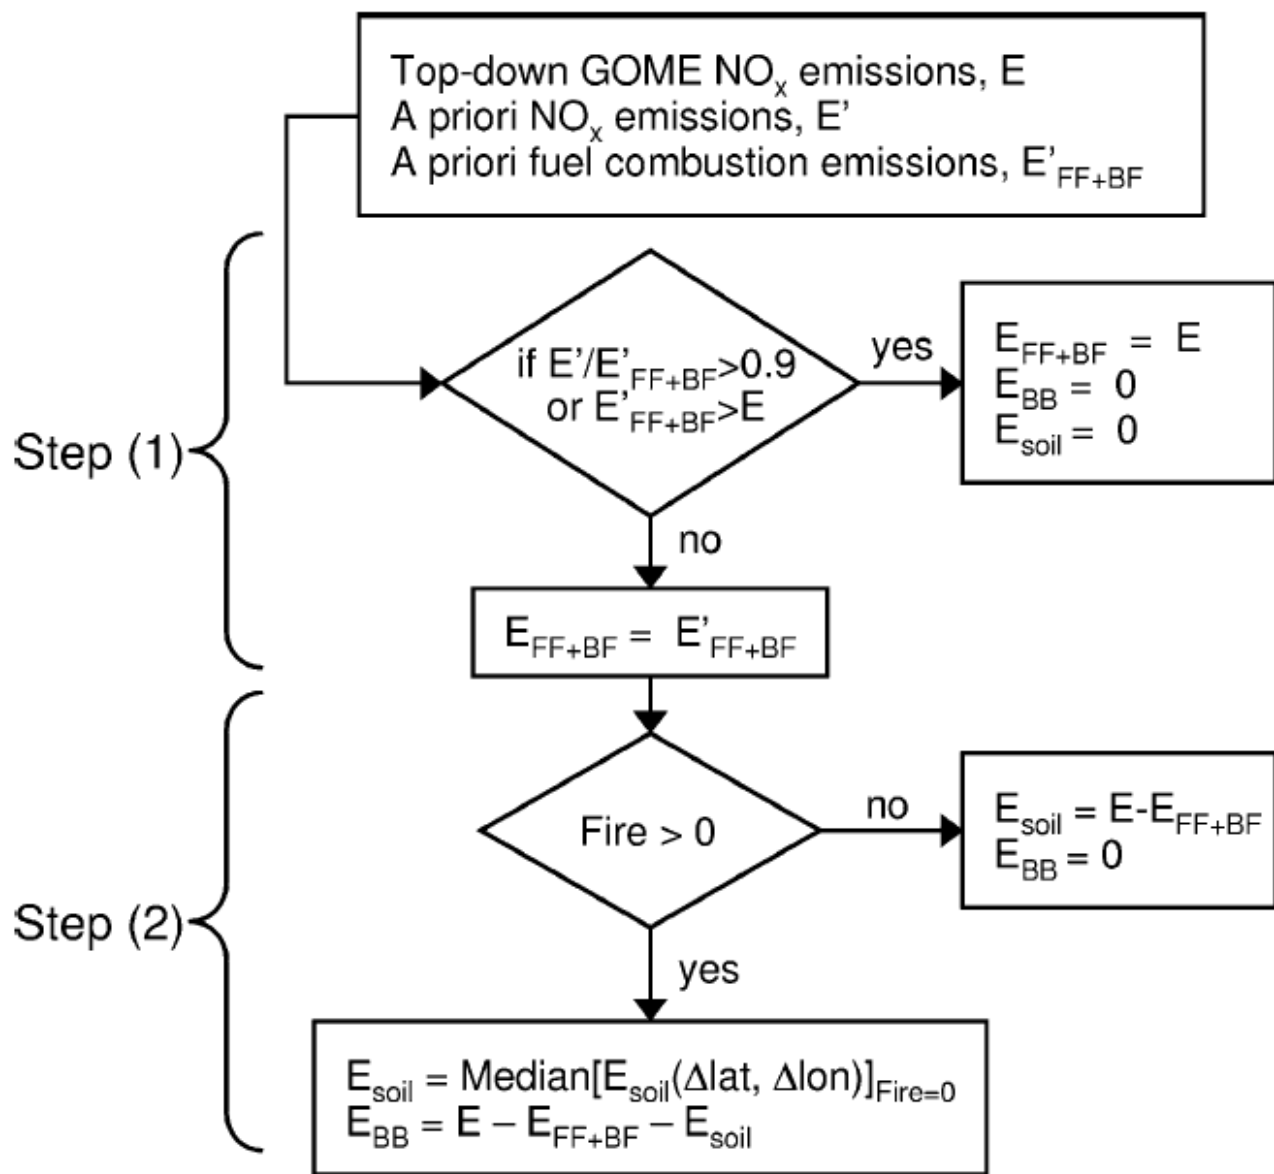 Top-down GOME NOx emissions, E
A priori NOx emissions, E'
A priori fuel combustion emissions, E'FF+BF
Step (1)
if E'/E'FF+BF>0.9
or E'FF+BF>E
yes
EFF+BF = E
EBB = 0
Esoil = 0
no
EFF+BF = E'FF+BF
Step (2)
Fire > 0
no
Esoil = E-EFF+BF
EBB = 0
yes
Esoil = Median[Esoil(Δlat, Δlon)]Fire=0
EBB = E – EFF+BF – Esoil